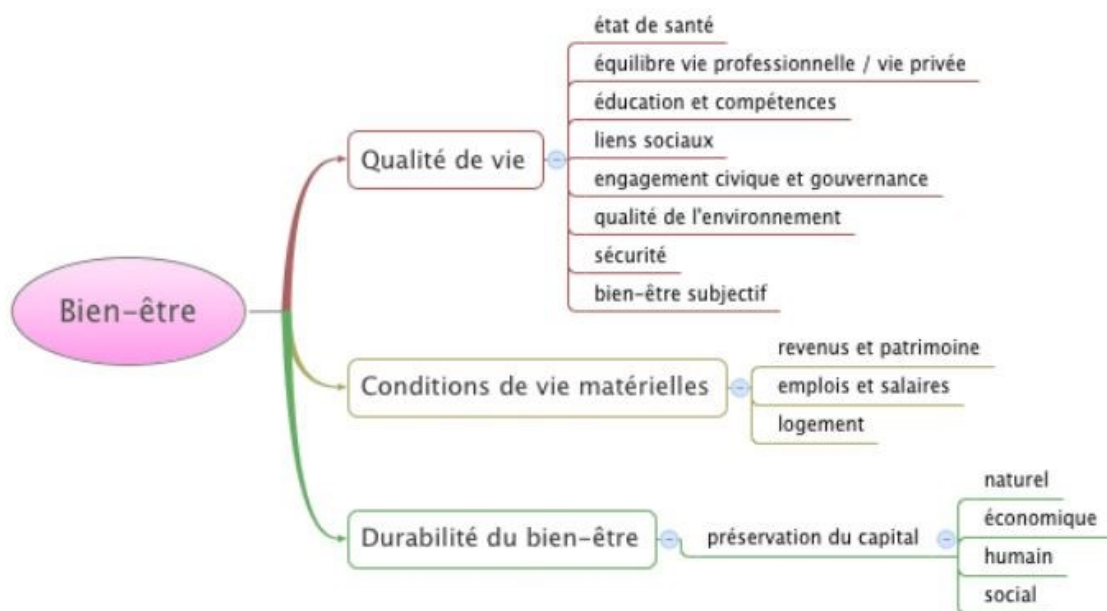 Bien-être
Qualité de vie
état de santé
équilibre vie professionnelle / vie privée
éducation et compétences
liens sociaux
engagement civique et gouvernance
qualité de l'environnement
sécurité
bien-être subjectif
Conditions de vie matérielles
revenus et patrimoine
emplois et salaires
logement
Durabilité du bien-être
préservation du capital
naturel
économique
humain
social